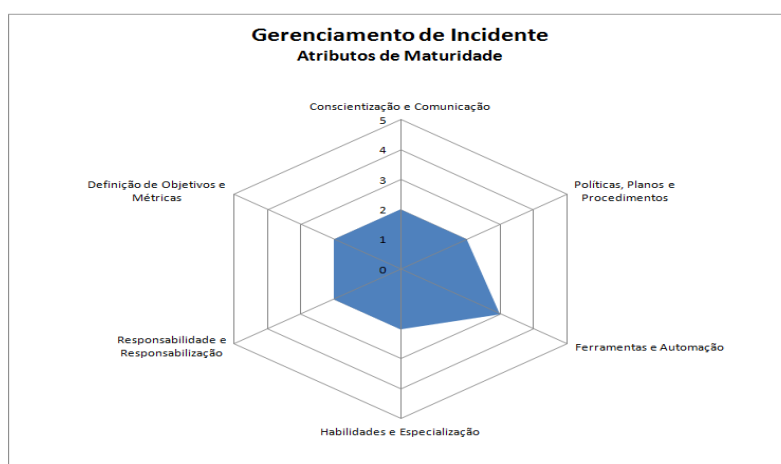 Gerenciamento de Incidente
Atributos de Maturidade
Conscientização e Comunicação
5
4
3
2
1
0
Políticas, Planos e
Procedimentos
Ferramentas e Automação
Habilidades e Especialização
Responsabilidade e
Responsabilização
Definição de Objetivos e
Métricas